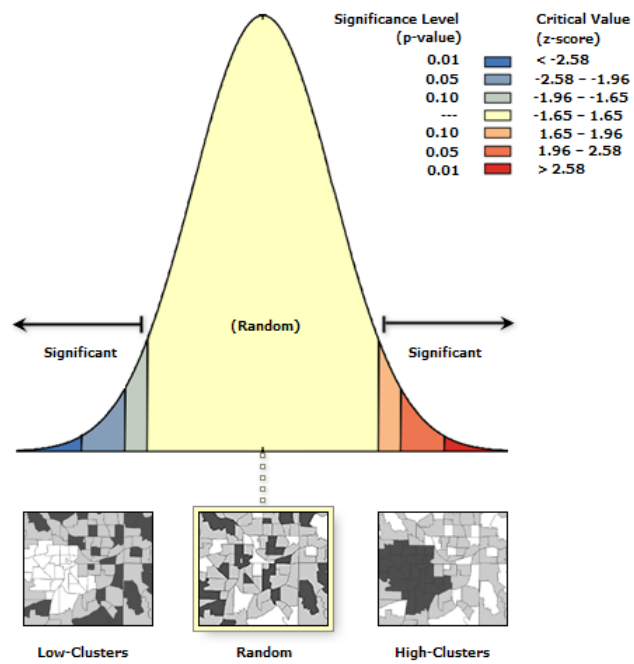 Significance Level Critical Value
(p-value) (z-score)
0.01 < -2.58
0.05 -2.58 – -1.96
0.10 -1.96 – -1.65
--- -1.65 – 1.65
0.10 1.65 – 1.96
0.05 1.96 – 2.58
0.01 > 2.58
(Random)
Significant Significant
Low-Clusters Random High-Clusters